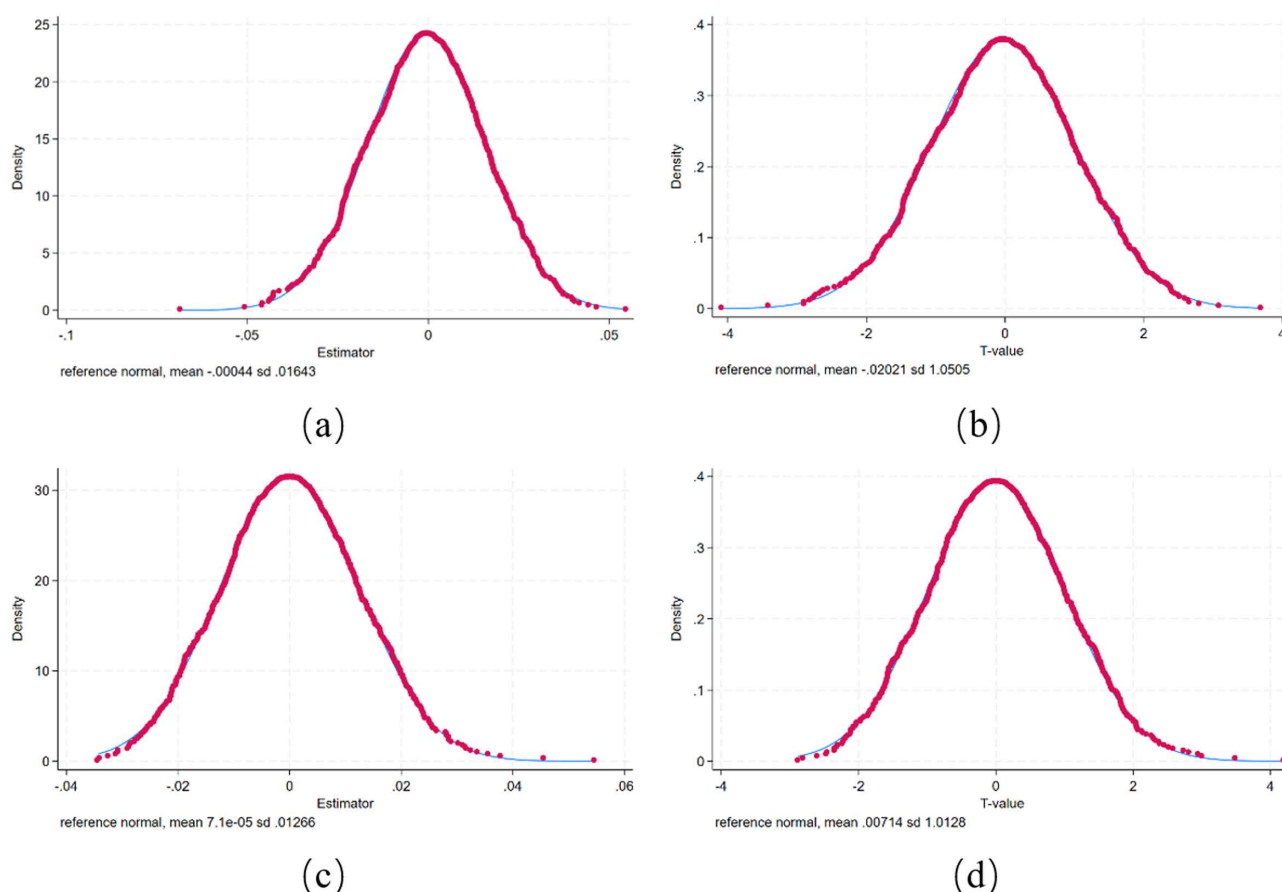 25
20
15
10
5
0
Density
-.1
-.05
0
.05
Estimator
reference normal, mean -.00044 sd .01643
(a)
.4
.3
.2
.1
0
Density
-4
-2
0
2
4
T-value
reference normal, mean -.02021 sd 1.0505
(b)
30
20
10
0
Density
-.04
-.02
0
.02
.04
.06
Estimator
reference normal, mean 7.1e-05 sd .01266
(c)
.4
.3
.2
.1
0
Density
-4
-2
0
2
4
T-value
reference normal, mean .00714 sd 1.0128
(d)